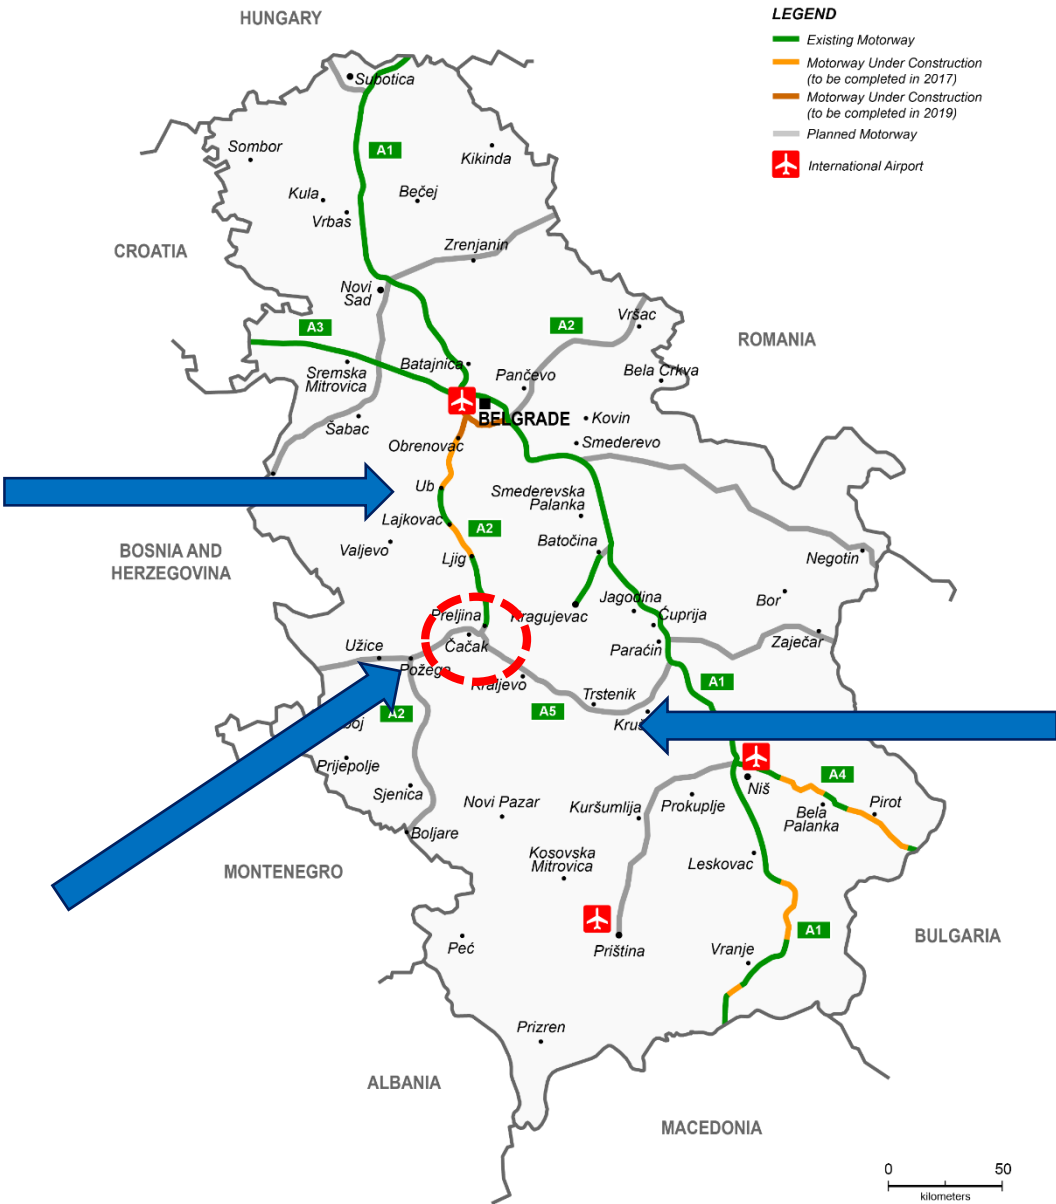 HUNGARY
LEGEND
Existing Motorway
Motorway Under Construction
(to be completed in 2017)
Motorway Under Construction
(to be completed in 2019)
Planned Motorway
International Airport
Subotica
A1
Sombor
Kikinda
Kula
Bečej
Vrbas
CROATIA
Zrenjanin
Novi
Sad
A3
A2
Vršac
ROMANIA
Batajnica
Sremska
Mitrovica
Pančevo
Bela Crkva
BELGRADE
Kovin
Šabac
Obrenovac
Smederevo
Ub
Smederevska
Palanka
Lajkovac
A2
BOSNIA AND
HERZEGOVINA
Valjevo
Batočina
Ljig
Negotin
Jagodina
Bor
Preljina
Kragujevac
Ćuprija
Čačak
Užice
Paraćin
Zaječar
Požega
Kraljevo
A1
Trstenik
A2
A5
Kruš
oj
Prijepolje
A4
Sjenica
Niš
Novi Pazar
Kuršumlija
Prokuplje
Bela
Palanka
Pirot
Boljare
MONTENEGRO
Kosovska
Mitrovica
Leskovac
A1
BULGARIA
Peć
Priština
Vranje
Prizren
ALBANIA
MACEDONIA
0 50
kilometers